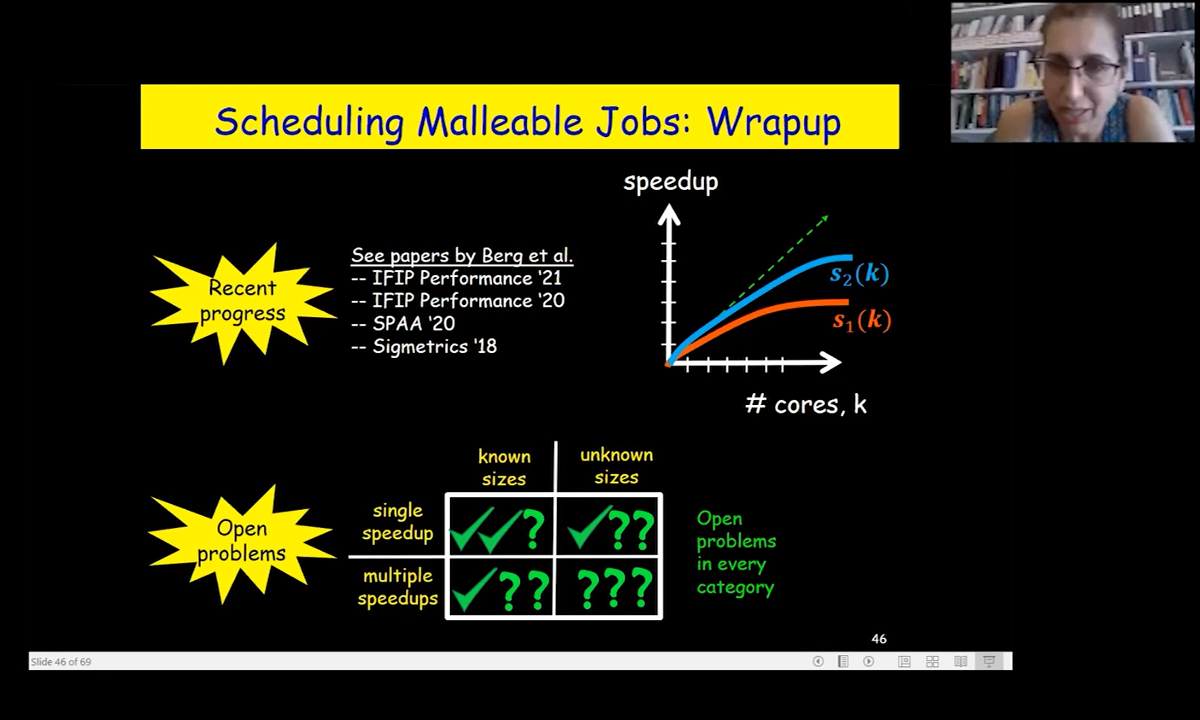 Scheduling Malleable Jobs: Wrapup
speedup
Recent
progress
See papers by Berg et al.
-- IFIP Performance '21
-- IFIP Performance '20
-- SPAA '20
-- Sigmetrics '18
s₂(k)
s₁(k)
# cores, k
known
sizes
unknown
sizes
Open
problems
single
speedup
✓✓?
✓??
multiple
speedups
✓??
???
Open
problems
in every
category
46
Slide 46 of 69